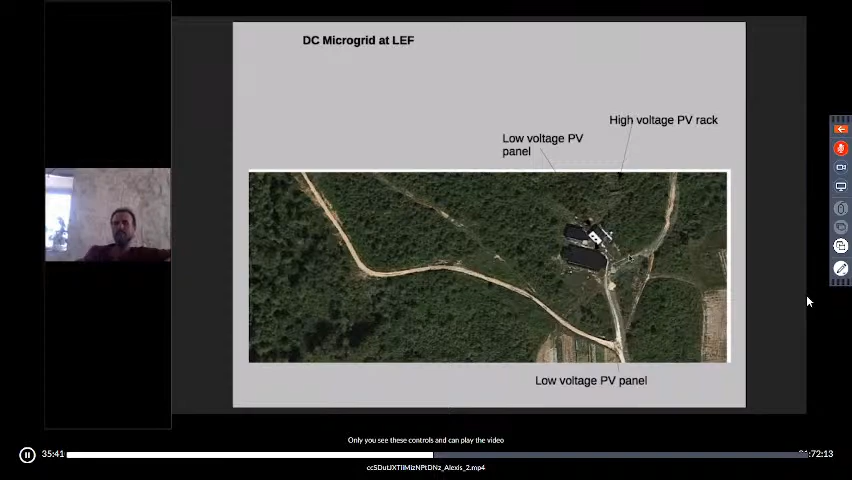 DC Microgrid at LEF
High voltage PV rack
Low voltage PV
panel
Low voltage PV panel
Only you see these controls and can play the video
35:41